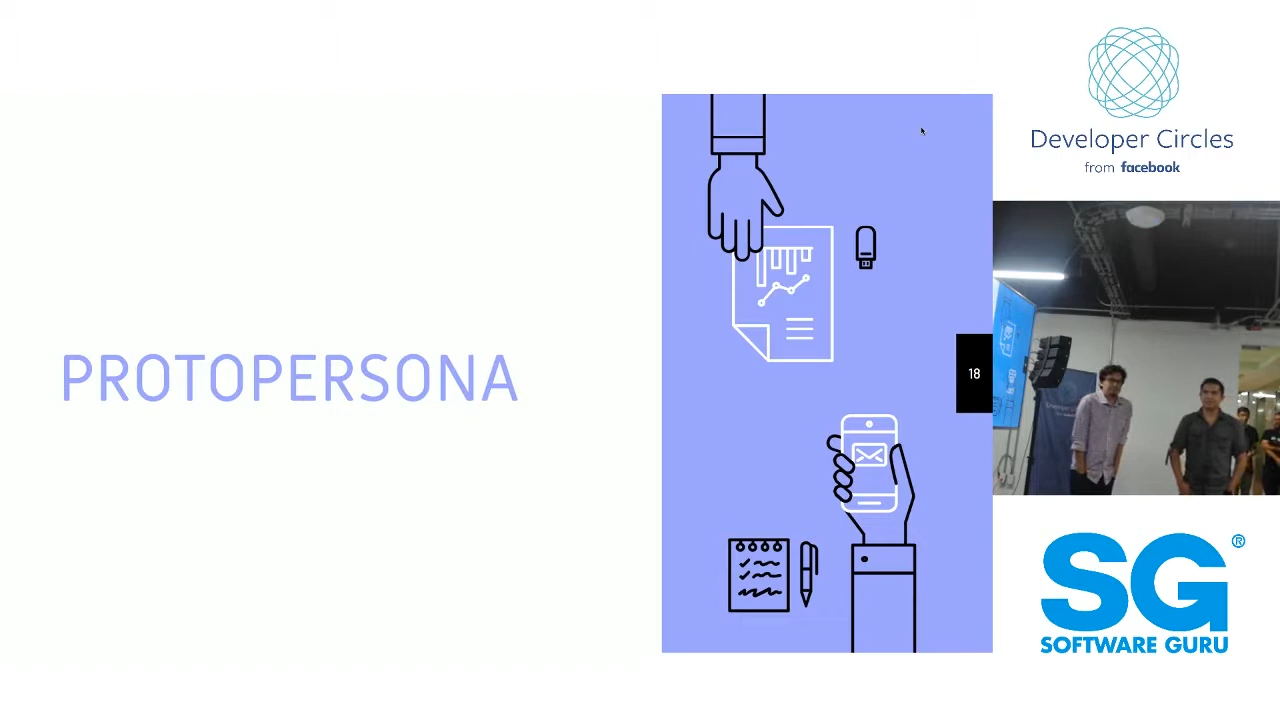 PROTOPERSONA
18
Developer Circles
from facebook
SG®
SOFTWARE GURU